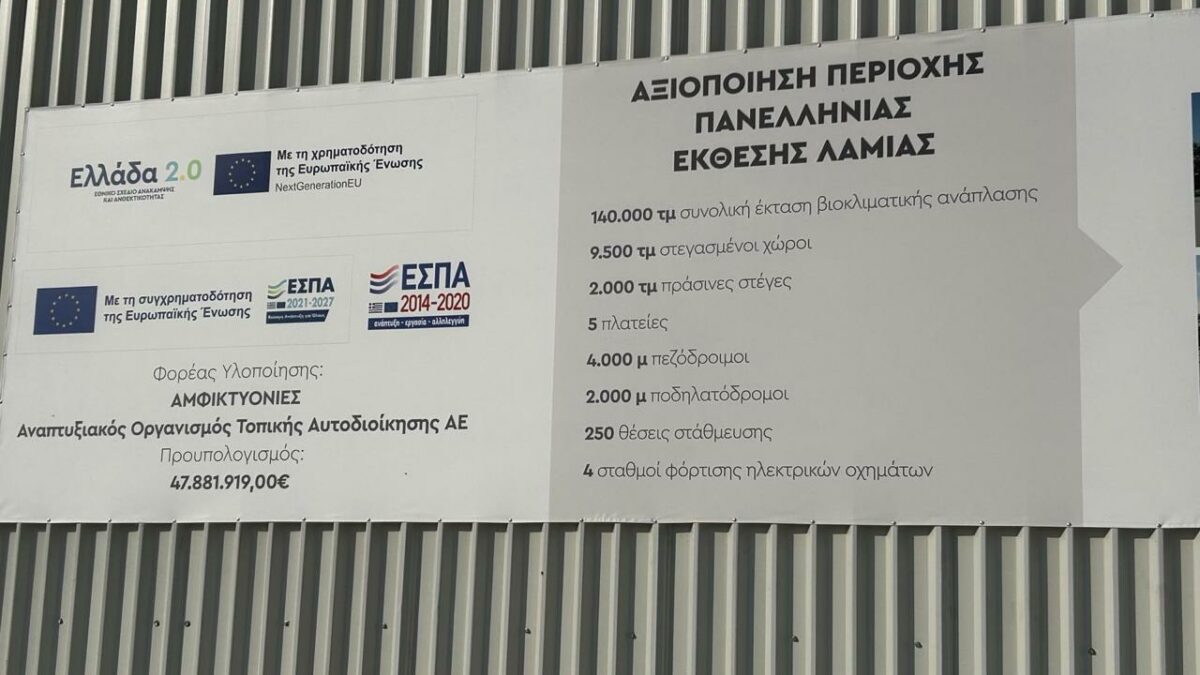 Ελλάδα 2.0
ΕΘΝΙΚΟ ΣΧΕΔΙΟ ΑΝΑΚΑΜΨΗΣ
ΚΑΙ ΑΝΘΕΚΤΙΚΟΤΗΤΑΣ
Με τη χρηματοδότηση
της Ευρωπαϊκής Ένωσης
NextGenerationEU
Με τη συγχρηματοδότηση
της Ευρωπαϊκής Ένωσης
ΕΣΠΑ
2021-2027
ΕΣΠΑ
2014-2020
ανάπτυξη - εργασία - αλληλεγγύη
Φορέας Υλοποίησης:
ΑΜΦΙΚΤΥΟΝΙΕΣ
Αναπτυξιακός Οργανισμός Τοπικής Αυτοδιοίκησης ΑΕ
Προυπολογισμός:
47.881.919,00€
ΑΞΙΟΠΟΙΗΣΗ ΠΕΡΙΟΧΗΣ
ΠΑΝΕΛΛΗΝΙΑΣ
ΕΚΘΕΣΗΣ ΛΑΜΙΑΣ
140.000 τμ συνολική έκταση βιοκλιματικής ανάπλασης
9.500 τμ στεγασμένοι χώροι
2.000 τμ πράσινες στέγες
5 πλατείες
4.000 μ πεζόδρομοι
2.000 μ ποδηλατόδρομοι
250 θέσεις στάθμευσης
4 σταθμοί φόρτισης ηλεκτρικών οχημάτων